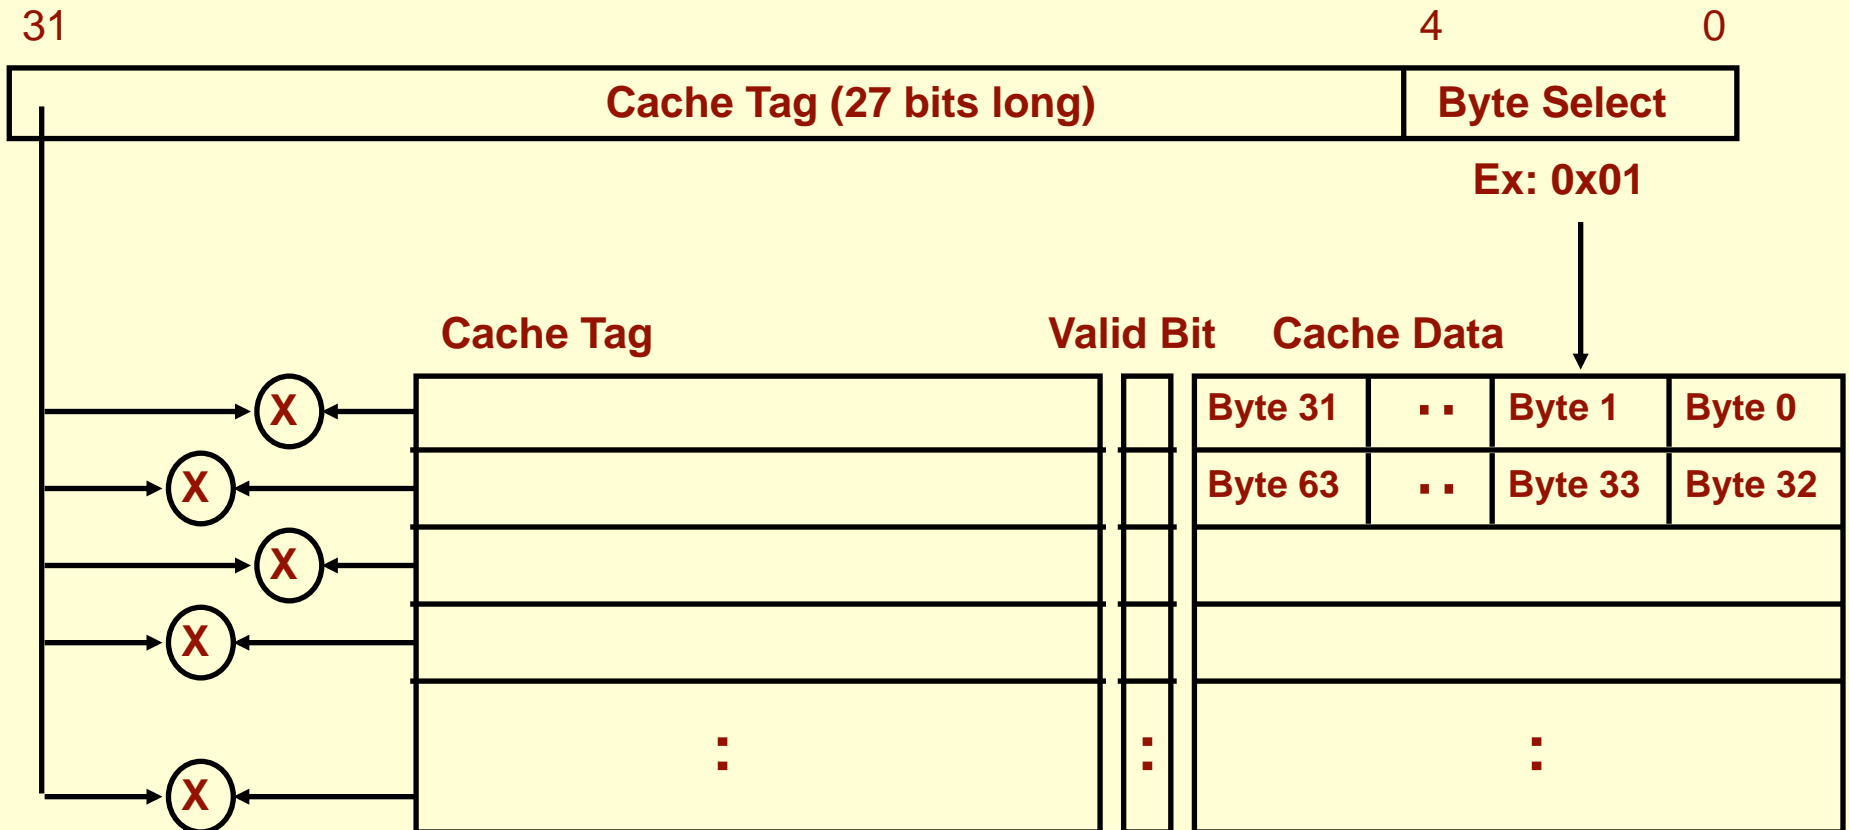 31 4 0
Cache Tag (27 bits long) Byte Select
Ex: 0x01
Cache Tag Valid Bit Cache Data
X Byte 31 .. Byte 1 Byte 0
X Byte 63 .. Byte 33 Byte 32
X
X
: : :
X